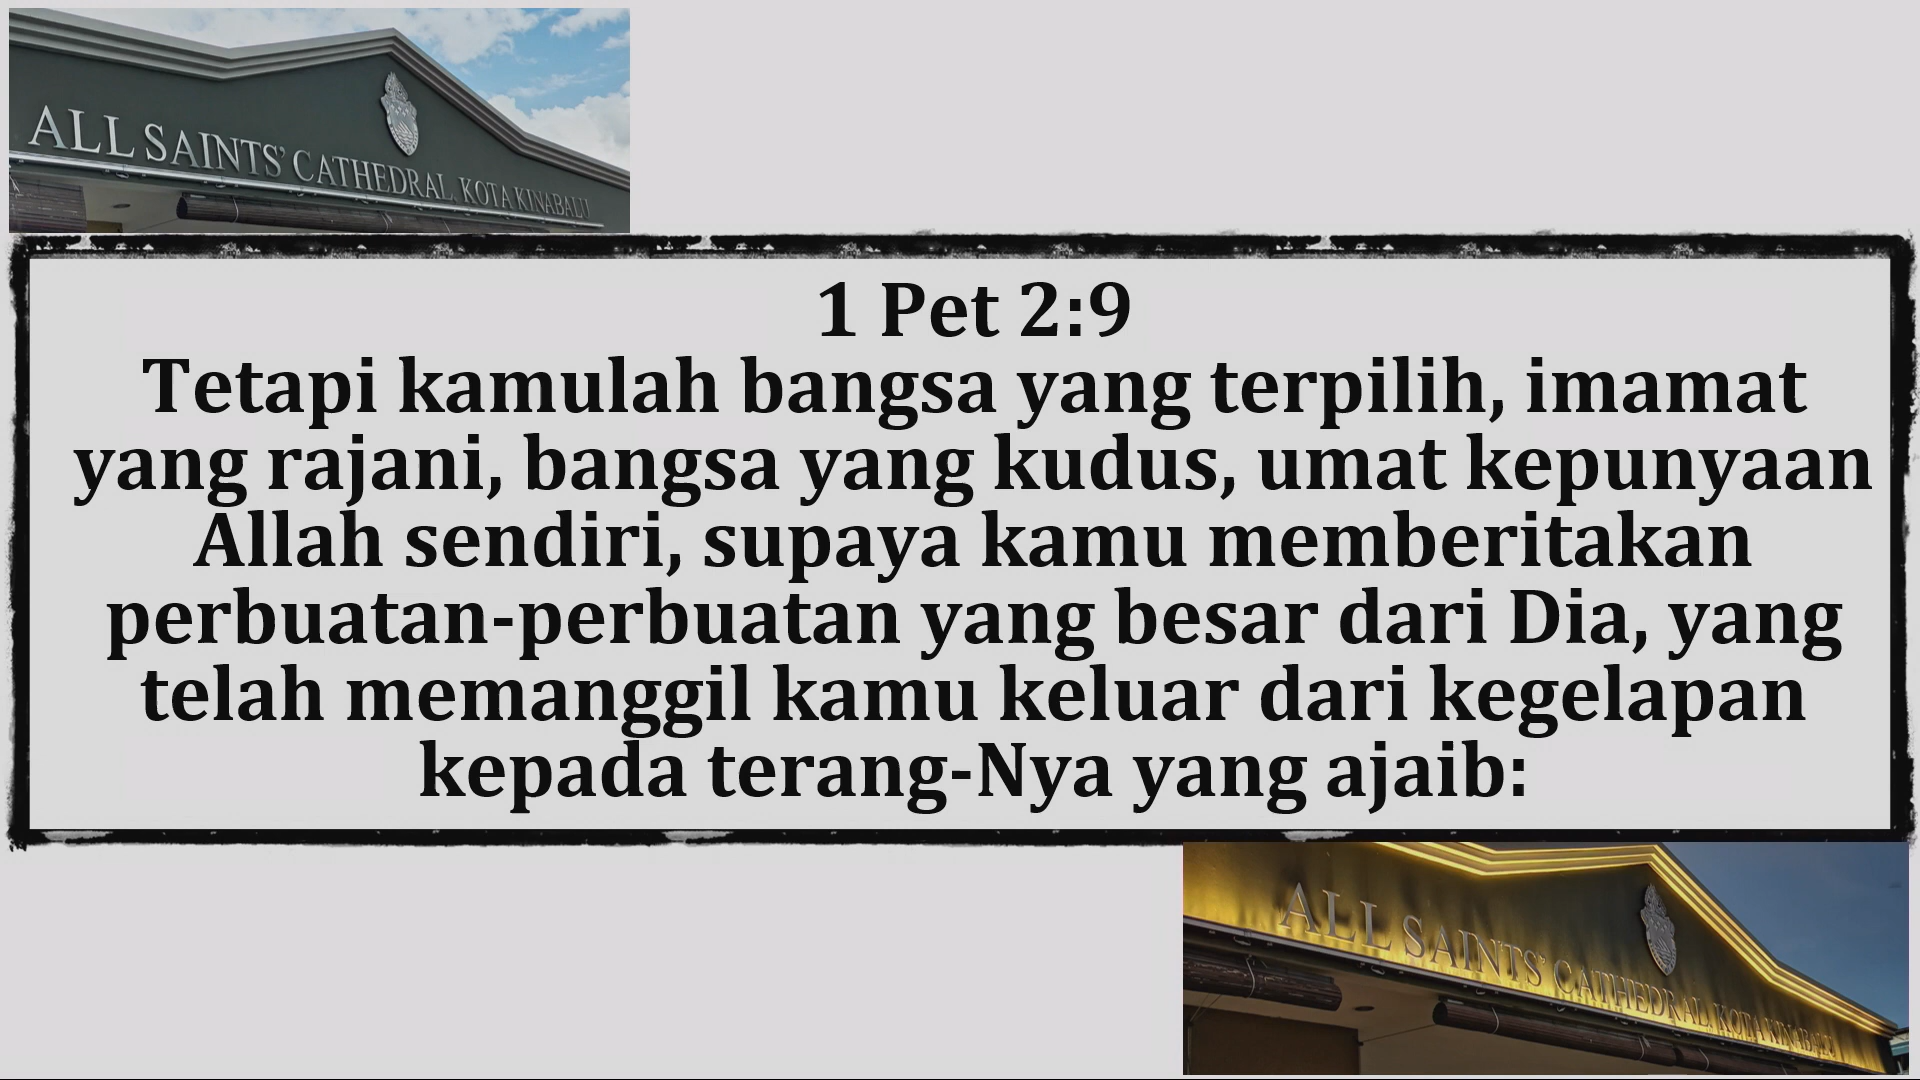 ALL SAINTS' CATHEDRAL, KOTA KINABALU
1 Pet 2:9
Tetapi kamulah bangsa yang terpilih, imamat
yang rajani, bangsa yang kudus, umat kepunyaan
Allah sendiri, supaya kamu memberitakan
perbuatan-perbuatan yang besar dari Dia, yang
telah memanggil kamu keluar dari kegelapan
kepada terang-Nya yang ajaib:
ALL SAINTS' CATHEDRAL, KOTA KINABALU